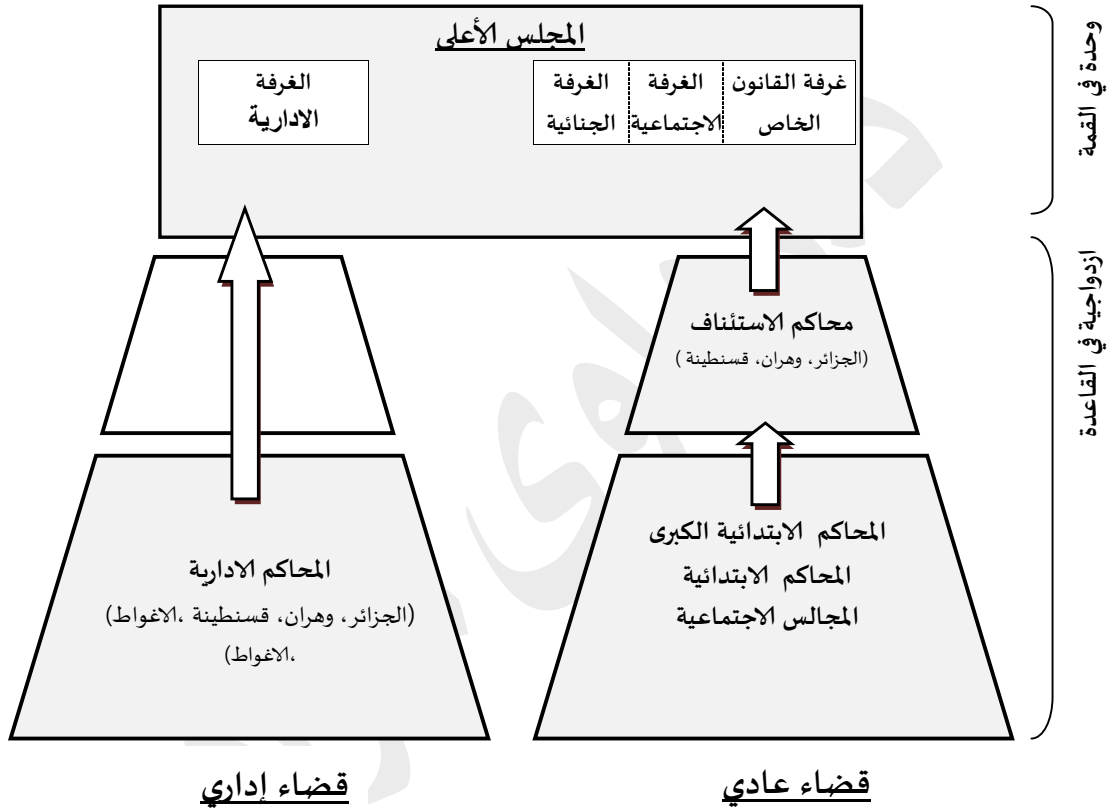 المجلس الأعلى
غرفة القانون
الخاص
الغرفة
الاجتماعية
الغرفة
الجنائية
الغرفة
الادارية
وحدة في القمة
محاكم الاستئناف
(الجزائر، وهران، قسنطينة )
ازدواجية في القاعدة
المحاكم الابتدائية الكبرى
المحاكم الابتدائية
المجالس الاجتماعية
المحاكم الادارية
(الجزائر، وهران، قسنطينة ،الاغواط)
،الاغواط)
قضاء عادي
قضاء إداري